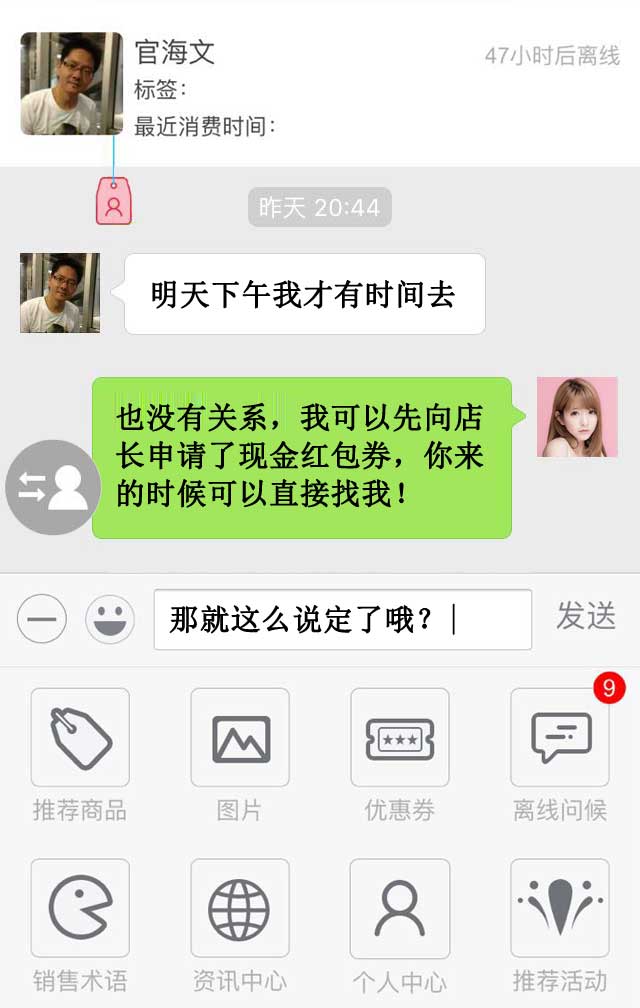 官海文
47小时后离线
标签：
最近消费时间：
昨天 20:44
明天下午我才有时间去
也没有关系，我可以先向店
长申请了现金红包券，你来
的时候可以直接找我！
那就这么说定了哦？
发送
9
推荐商品
图片
优惠券
离线问候
销售术语
资讯中心
个人中心
推荐活动